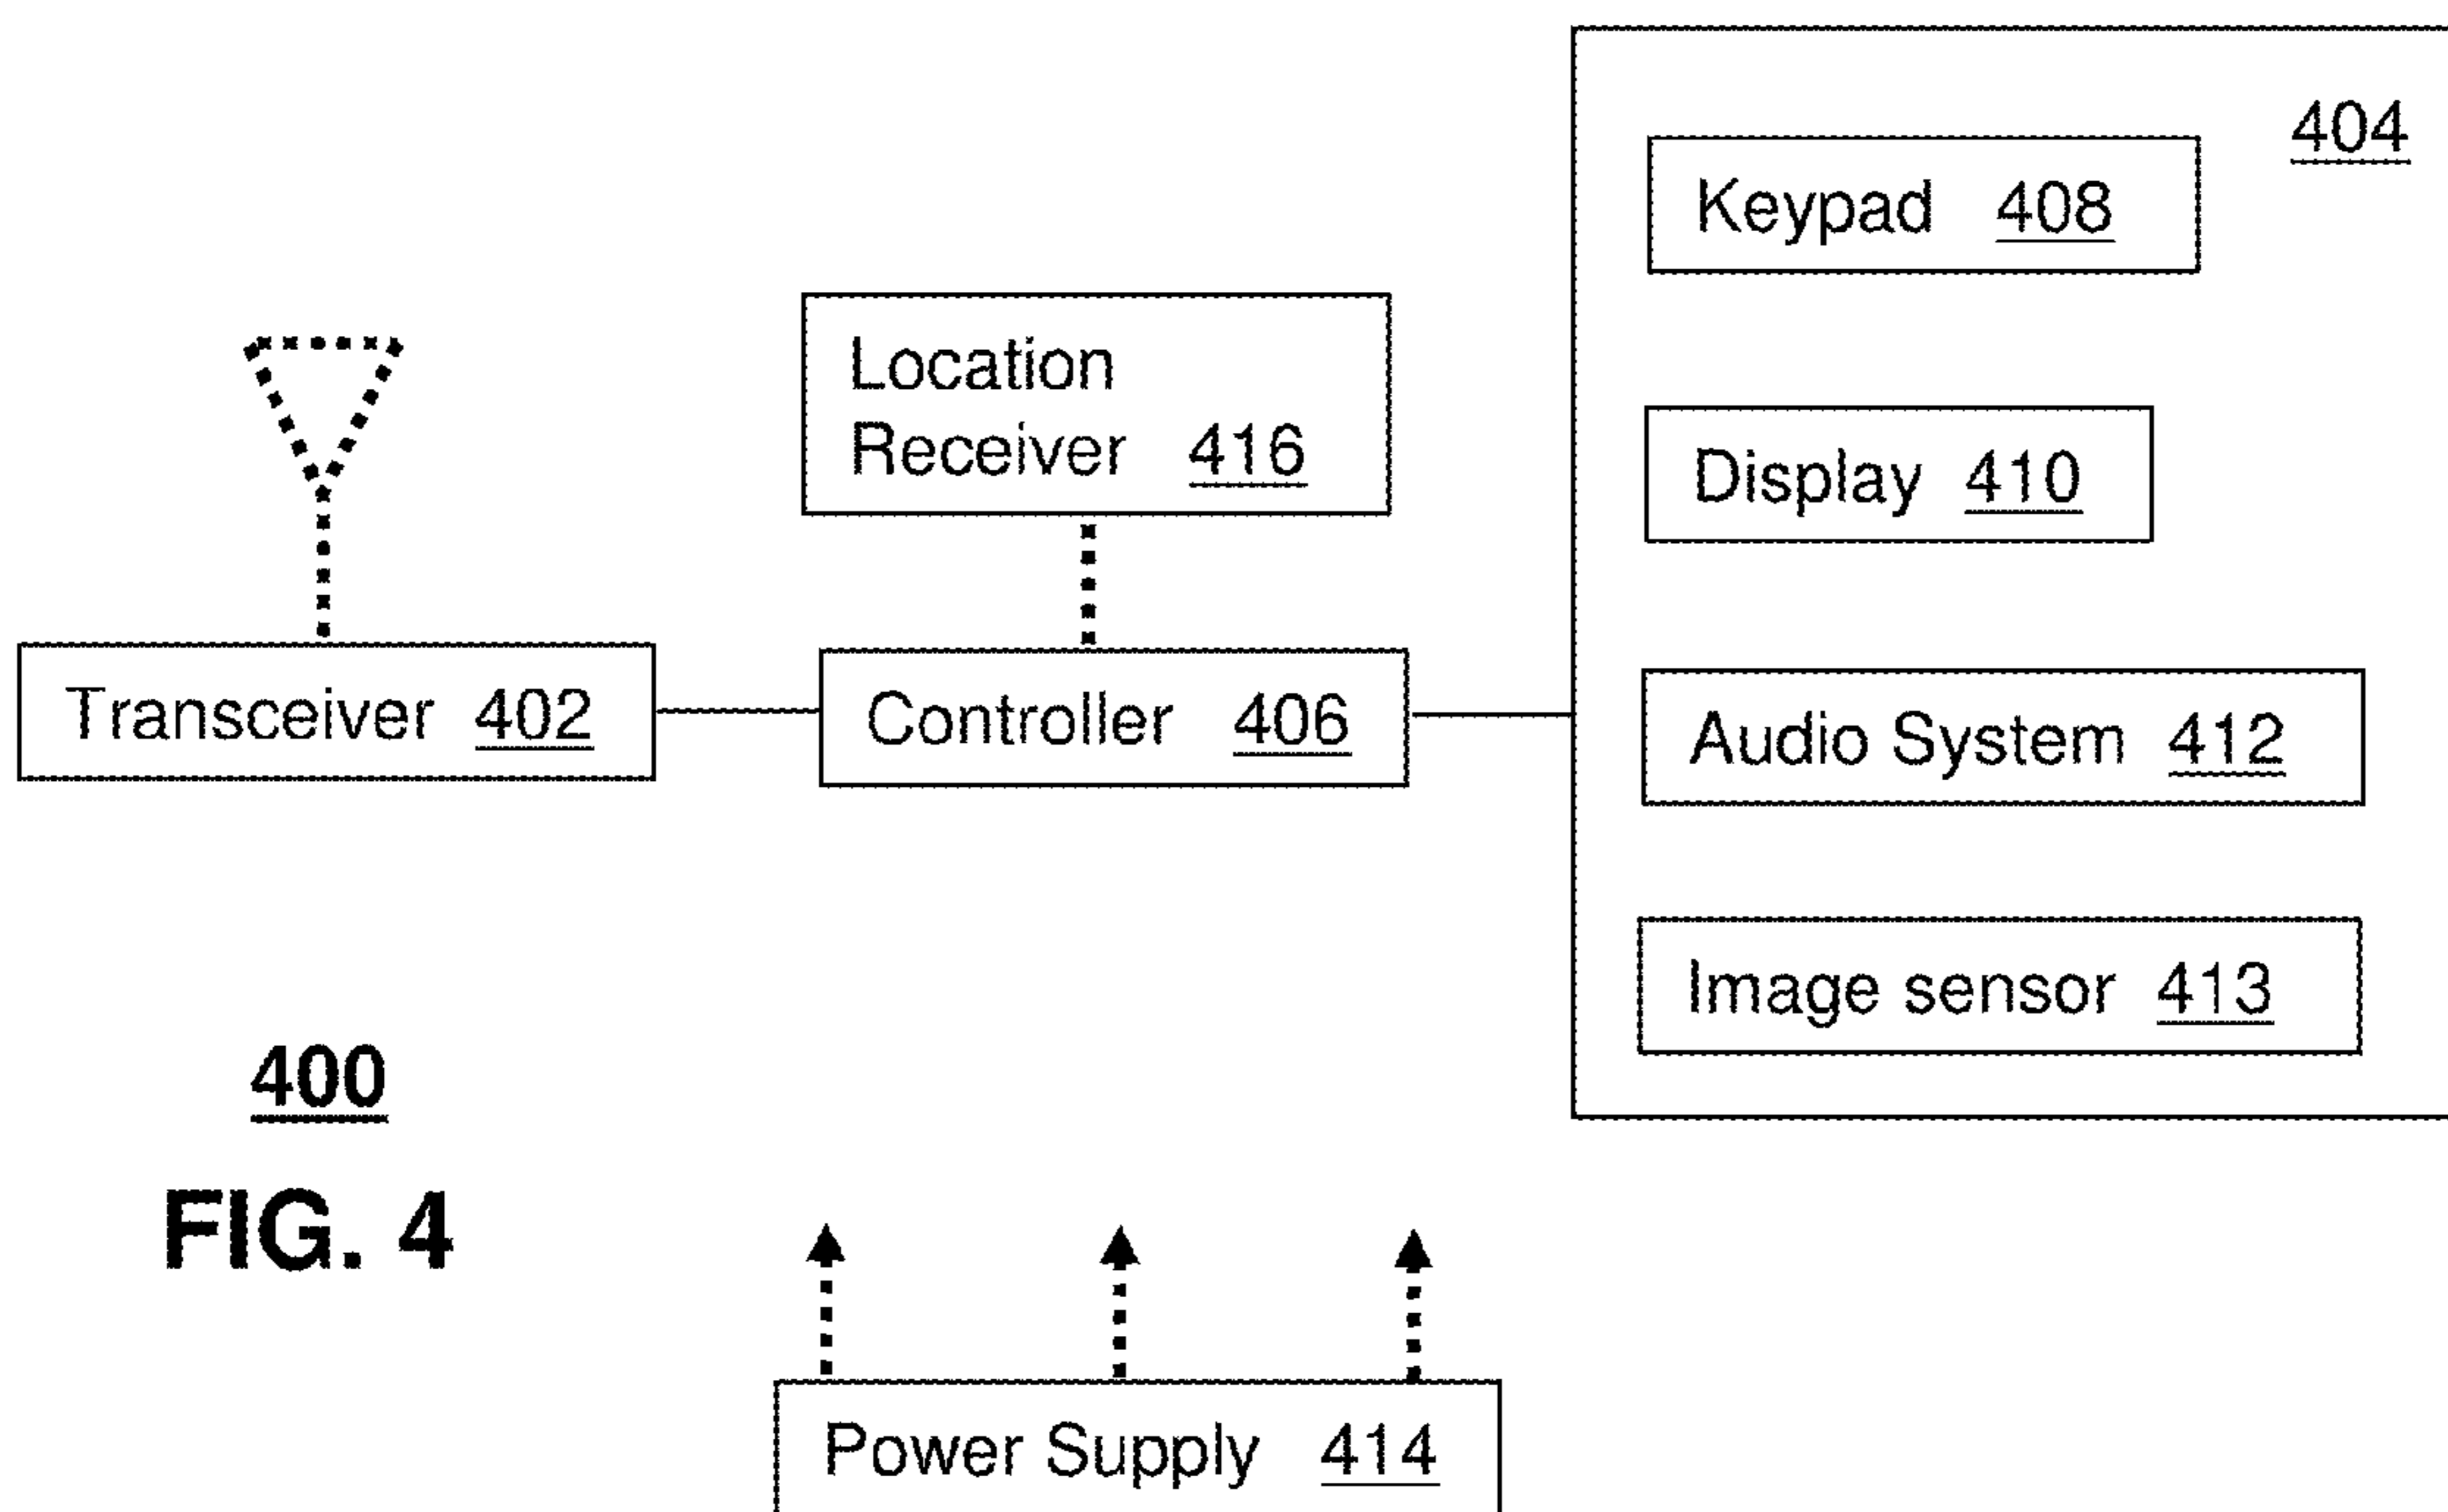 404
Keypad 408
Location
Receiver 416
Display 410
Transceiver 402
Controller 406
Audio System 412
Image sensor 413
400
FIG. 4
Power Supply 414